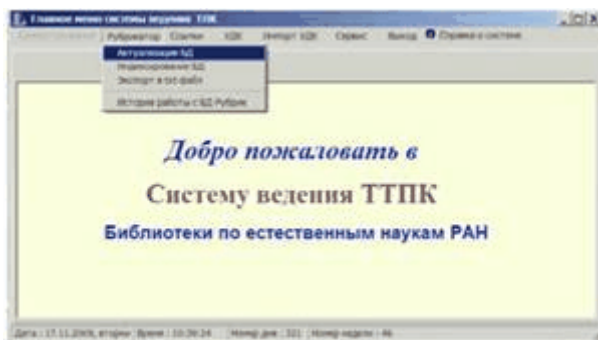 Главное меню системы ведения ТПК
Рубрикатор Ссылки УДК Импорт УДК Сервис Выход Справка о системе
Актуализация БД
Индексирование БД
Экспорт в txt-файл
История работы с БД Рубрик
Добро пожаловать в
Систему ведения ТТПК
Библиотеки по естественным наукам РАН
Дата : 17.11.2009, вторник Время : 10:39:24 Номер дня : 321 Номер недели : 46